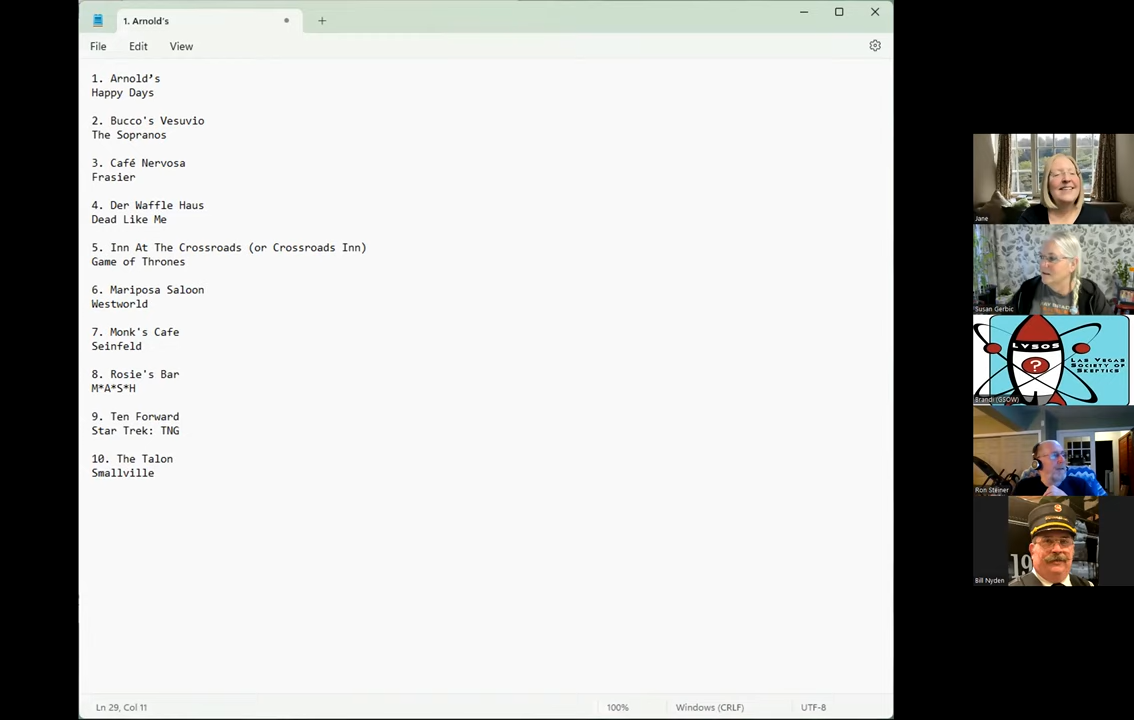 1. Arnold's
File
Edit
View
1. Arnold’s
Happy Days
2. Bucco's Vesuvio
The Sopranos
3. Café Nervosa
Frasier
4. Der Waffle Haus
Dead Like Me
5. Inn At The Crossroads (or Crossroads Inn)
Game of Thrones
6. Mariposa Saloon
Westworld
7. Monk's Cafe
Seinfeld
8. Rosie's Bar
M*A*S*H
9. Ten Forward
Star Trek: TNG
10. The Talon
Smallville
Ln 29, Col 11
100%
Windows (CRLF)
UTF-8
Jane
Susan Gerbic
LVSOS
?
LAS VEGAS
SOCIETY OF
SKEPTICS
Brandi (GSOW)
Ron Steiner
19
Bill Nyden